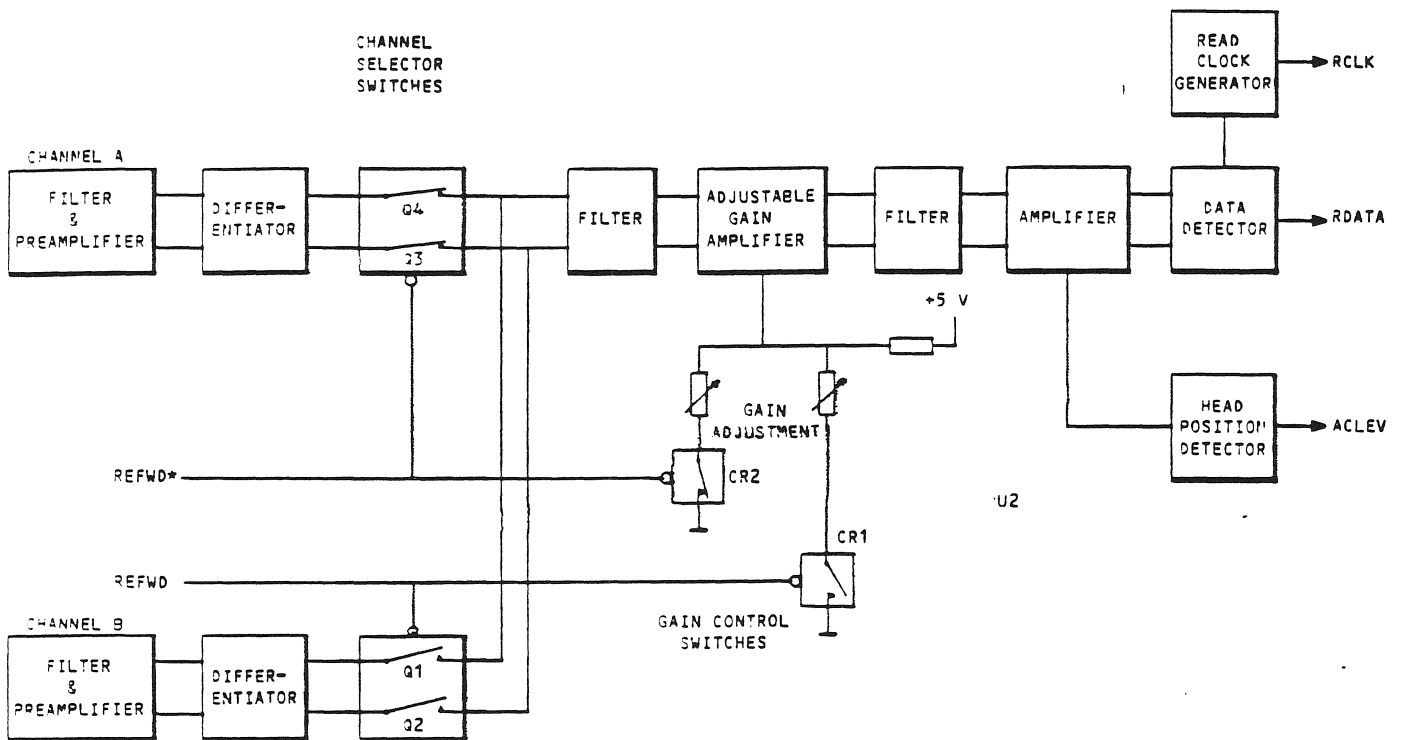 CHANNEL
SELECTOR
SWITCHES
READ
CLOCK
GENERATOR
RCLK
CHANNEL A
FILTER
&
PREAMPLIFIER
DIFFER-
ENTIATOR
Q4
Q3
FILTER
ADJUSTABLE
GAIN
AMPLIFIER
FILTER
AMPLIFIER
DATA
DETECTOR
RDATA
+5 V
GAIN
ADJUSTMENT
HEAD
POSITION
DETECTOR
ACLEV
REFWD*
CR2
U2
CR1
REFWD
GAIN CONTROL
SWITCHES
CHANNEL B
FILTER
&
PREAMPLIFIER
DIFFER-
ENTIATOR
Q1
Q2